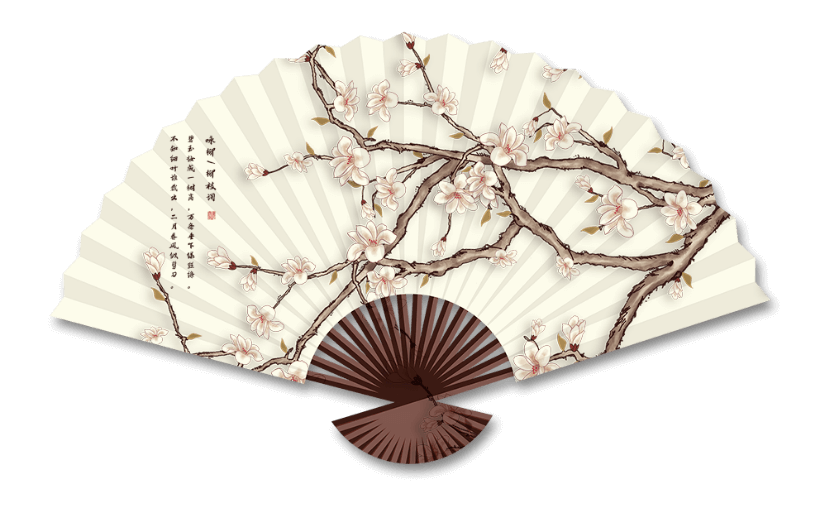 咏柳/柳枝词
碧玉妆成一树高，万条垂下绿丝绦。
不知细叶谁裁出，二月春风似剪刀。